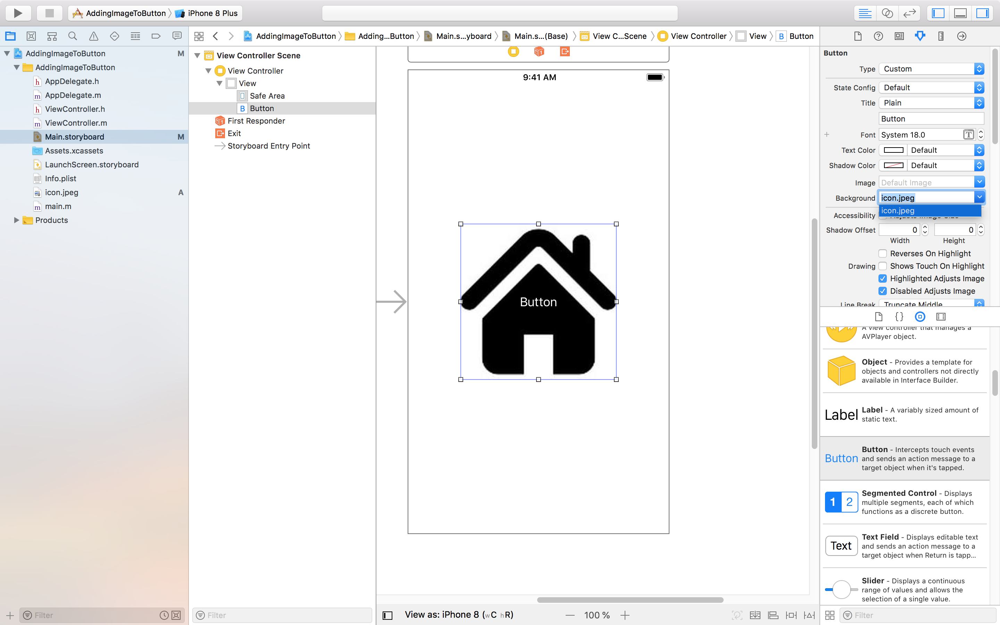 AddingImageToButton
iPhone 8 Plus
AddingImageToButton
Adding...Button
Main.s...yboard
Main.s...(Base)
View C...Scene
View Controller
View
B
Button
AddingImageToButton
M
AddingImageToButton
h
AppDelegate.h
m
AppDelegate.m
h
ViewController.h
m
ViewController.m
Main.storyboard
M
Assets.xcassets
LaunchScreen.storyboard
Info.plist
icon.jpeg
A
m
main.m
Products
Filter
View Controller Scene
View Controller
View
Safe Area
B
Button
1
First Responder
Exit
Storyboard Entry Point
Filter
1
9:41 AM
Button
View as: iPhone 8 (wC hR)
100 %
Button
Type
Custom
State Config
Default
Title
Plain
Button
Font
System 18.0
T
Text Color
Default
Shadow Color
Default
Image
Default Image
Background
icon.jpeg
icon.jpeg
Accessibility
Adjusts Image Size
Shadow Offset
0
0
Width
Height
Reverses On Highlight
Drawing
Shows Touch On Highlight
Highlighted Adjusts Image
Disabled Adjusts Image
Line Break
Truncate Middle
{}
A view controller that manages a
AVPlayer object.
Object - Provides a template for
objects and controllers not directly
available in Interface Builder.
Label
Label - A variably sized amount of
static text.
Button
Button - Intercepts touch events
and sends an action message to a
target object when it's tapped.
1 2
Segmented Control - Displays
multiple segments, each of which
functions as a discrete button.
Text
Text Field - Displays editable text
and sends an action message to a
target object when Return is tapp...
Slider - Displays a continuous
range of values and allows the
selection of a single value.
Filter